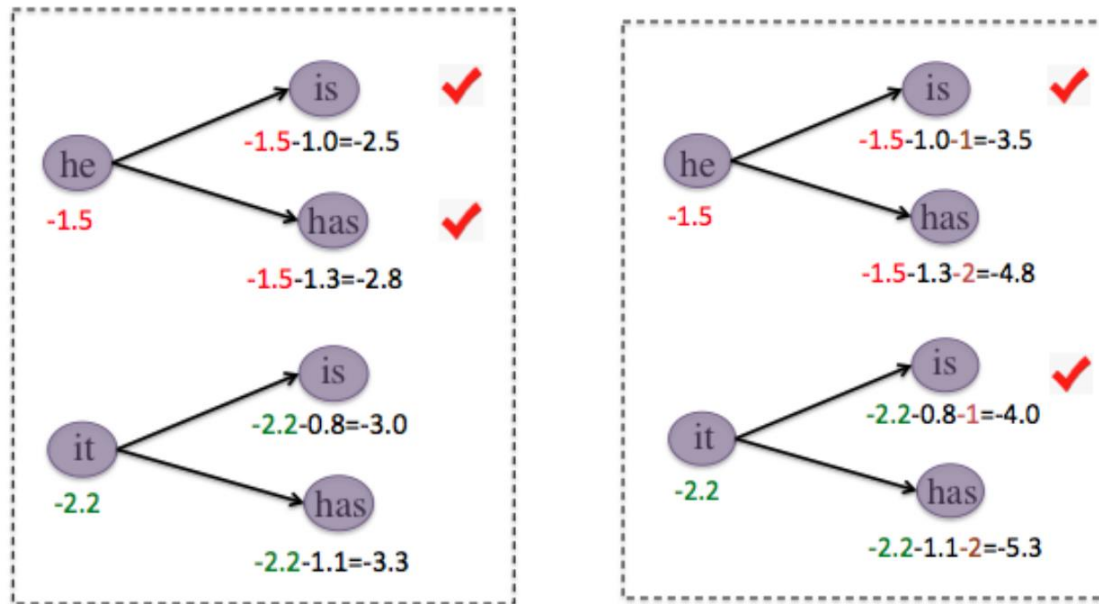 is
-1.5-1.0=-2.5
he
-1.5
has
-1.5-1.3=-2.8
is
-2.2-0.8=-3.0
it
-2.2
has
-2.2-1.1=-3.3
is
-1.5-1.0-1=-3.5
he
-1.5
has
-1.5-1.3-2=-4.8
is
-2.2-0.8-1=-4.0
it
-2.2
has
-2.2-1.1-2=-5.3